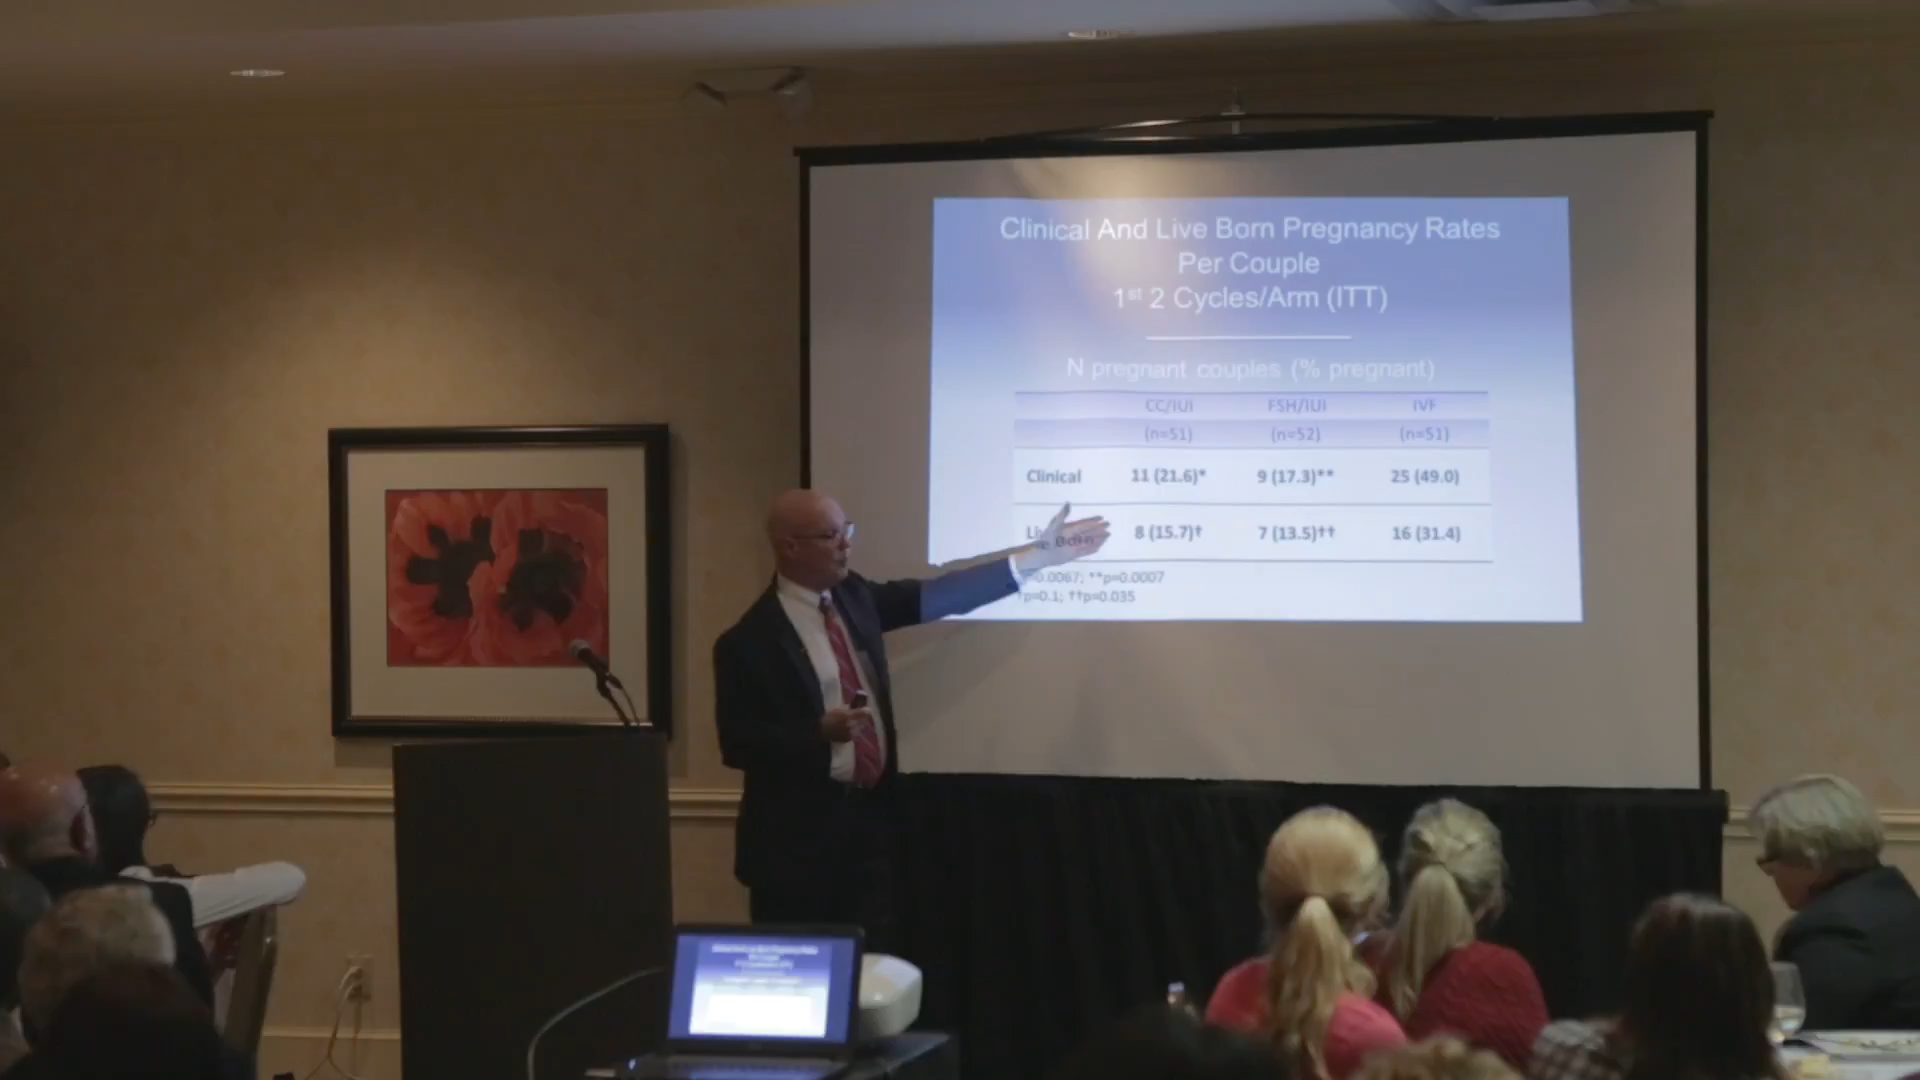 Clinical And Live Born Pregnancy Rates
Per Couple
1st 2 Cycles/Arm (ITT)
N pregnant couples (% pregnant)
CC/IUI FSH/IUI IVF
(n=51) (n=52) (n=51)
Clinical 11 (21.6)* 9 (17.3)** 25 (49.0)
Live Born 8 (15.7)† 7 (13.5)†† 16 (31.4)
p=0.0067; **p=0.0007
†p=0.1; ††p=0.035